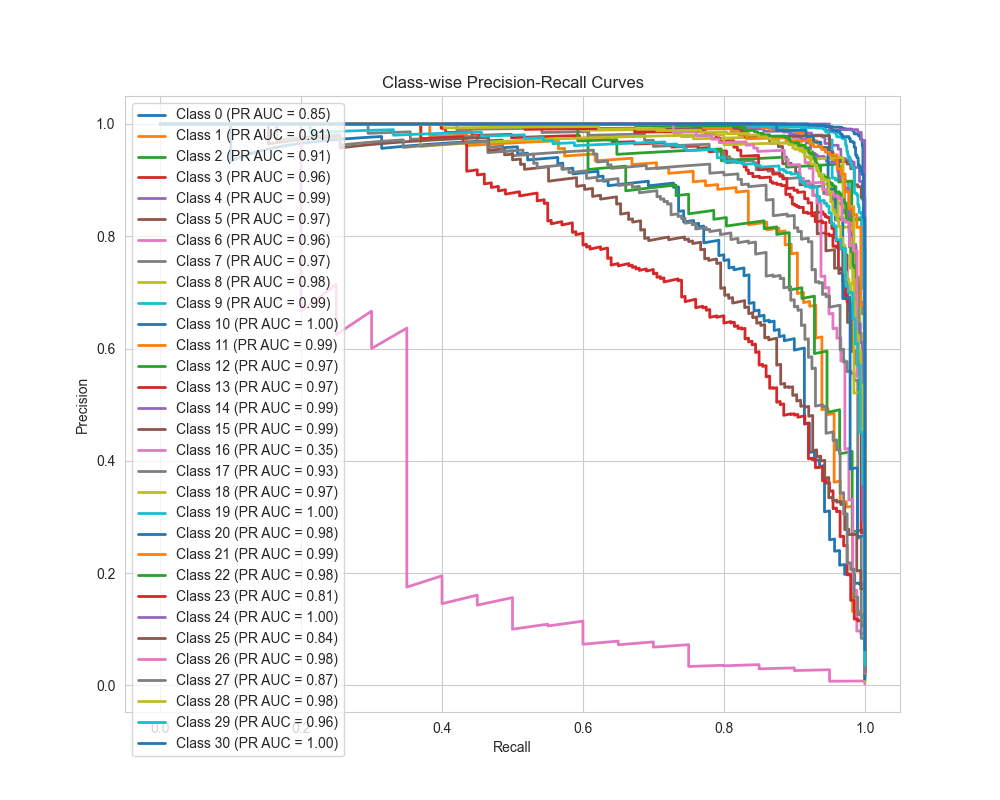 Class-wise Precision-Recall Curves
Precision
1.0
0.8
0.6
0.4
0.2
0.0
Class 0 (PR AUC = 0.85)
Class 1 (PR AUC = 0.91)
Class 2 (PR AUC = 0.91)
Class 3 (PR AUC = 0.96)
Class 4 (PR AUC = 0.99)
Class 5 (PR AUC = 0.97)
Class 6 (PR AUC = 0.96)
Class 7 (PR AUC = 0.97)
Class 8 (PR AUC = 0.98)
Class 9 (PR AUC = 0.99)
Class 10 (PR AUC = 1.00)
Class 11 (PR AUC = 0.99)
Class 12 (PR AUC = 0.97)
Class 13 (PR AUC = 0.97)
Class 14 (PR AUC = 0.99)
Class 15 (PR AUC = 0.99)
Class 16 (PR AUC = 0.35)
Class 17 (PR AUC = 0.93)
Class 18 (PR AUC = 0.97)
Class 19 (PR AUC = 1.00)
Class 20 (PR AUC = 0.98)
Class 21 (PR AUC = 0.99)
Class 22 (PR AUC = 0.98)
Class 23 (PR AUC = 0.81)
Class 24 (PR AUC = 1.00)
Class 25 (PR AUC = 0.84)
Class 26 (PR AUC = 0.98)
Class 27 (PR AUC = 0.87)
Class 28 (PR AUC = 0.98)
Class 29 (PR AUC = 0.96)
Class 30 (PR AUC = 1.00)
0.0 0.2 0.4 0.6 0.8 1.0
Recall